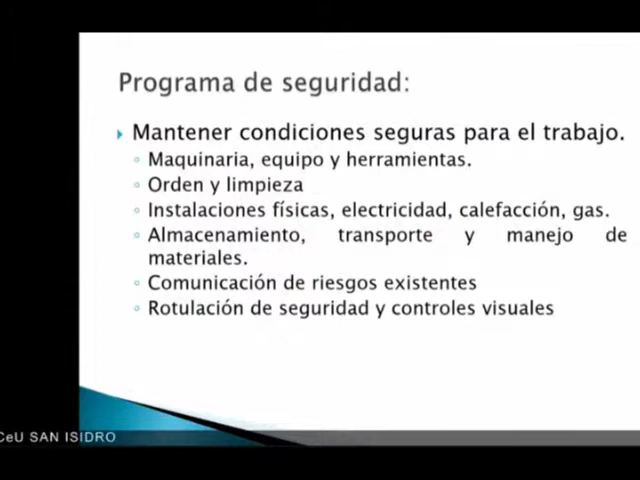 Programa de seguridad:
Mantener condiciones seguras para el trabajo.
Maquinaria, equipo y herramientas.
Orden y limpieza
Instalaciones físicas, electricidad, calefacción, gas.
Almacenamiento, transporte y manejo de
materiales.
Comunicación de riesgos existentes
Rotulación de seguridad y controles visuales
CeU SAN ISIDRO